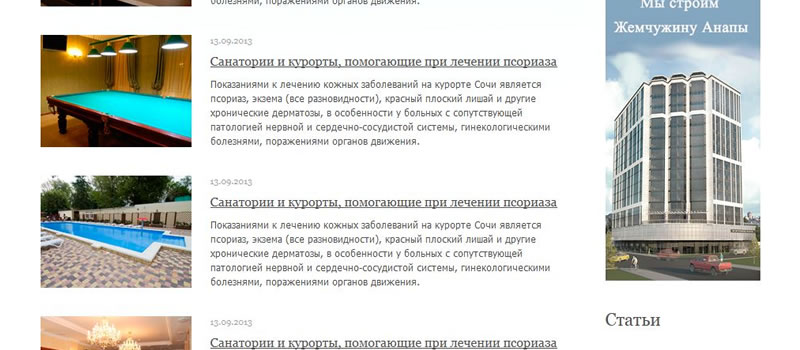 болезнями, поражениями органов движения.
13.09.2013
Санатории и курорты, помогающие при лечении псориаза
Показаниями к лечению кожных заболеваний на курорте Сочи является
псориаз, экзема (все разновидности), красный плоский лишай и другие
хронические дерматозы, в особенности у больных с сопутствующей
патологией нервной и сердечно-сосудистой системы, гинекологическими
болезнями, поражениями органов движения.
13.09.2013
Санатории и курорты, помогающие при лечении псориаза
Показаниями к лечению кожных заболеваний на курорте Сочи является
псориаз, экзема (все разновидности), красный плоский лишай и другие
хронические дерматозы, в особенности у больных с сопутствующей
патологией нервной и сердечно-сосудистой системы, гинекологическими
болезнями, поражениями органов движения.
13.09.2013
Санатории и курорты, помогающие при лечении псориаза
Мы строим
Жемчужину Анапы
Статьи